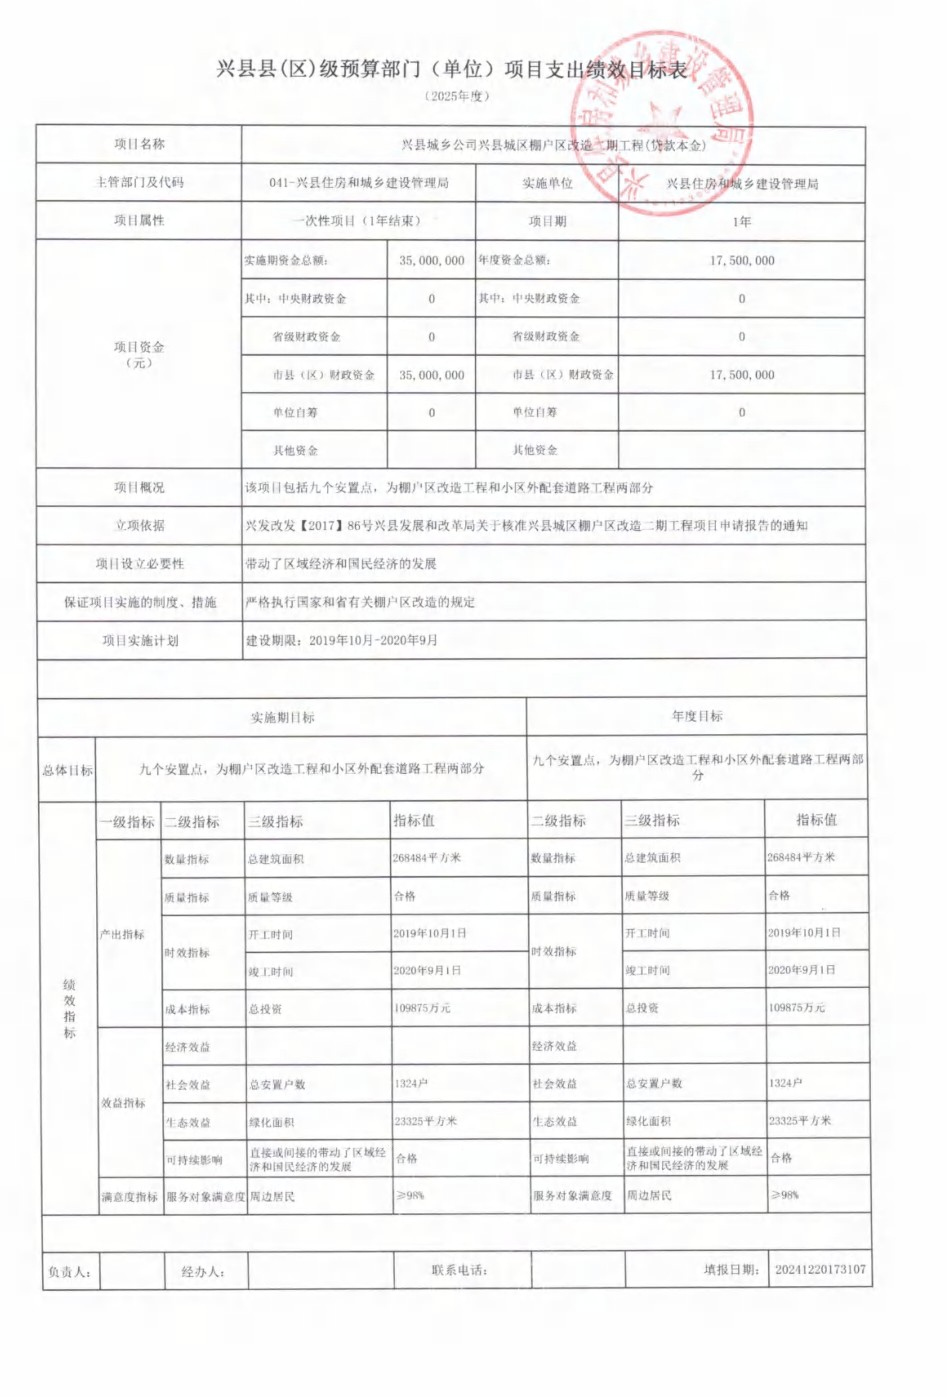 兴县县(区)级预算部门（单位）项目支出绩效目标表
（2025年度）
项目名称 兴县城乡公司兴县城区棚户区改造二期工程(贷款本金)
主管部门及代码 041-兴县住房和城乡建设管理局 实施单位 兴县住房和城乡建设管理局
项目属性 一次性项目（1年结束） 项目期 1年
项目资金
（元）
实施期资金总额： 35,000,000 年度资金总额： 17,500,000
其中：中央财政资金 0 其中：中央财政资金 0
省级财政资金 0 省级财政资金 0
市县（区）财政资金 35,000,000 市县（区）财政资金 17,500,000
单位自筹 0 单位自筹 0
其他资金 其他资金
项目概况 该项目包括九个安置点，为棚户区改造工程和小区外配套道路工程两部分
立项依据 兴发改发【2017】86号兴县发展和改革局关于核准兴县城区棚户区改造二期工程项目申请报告的通知
项目设立必要性 带动了区域经济和国民经济的发展
保证项目实施的制度、措施 严格执行国家和省有关棚户区改造的规定
项目实施计划 建设期限：2019年10月-2020年9月
实施期目标 年度目标
总体目标 九个安置点，为棚户区改造工程和小区外配套道路工程两部分 九个安置点，为棚户区改造工程和小区外配套道路工程两部
分
绩
效
指
标
一级指标 二级指标 三级指标 指标值 二级指标 三级指标 指标值
产出指标
数量指标 总建筑面积 268484平方米 数量指标 总建筑面积 268484平方米
质量指标 质量等级 合格 质量指标 质量等级 合格
时效指标 开工时间 2019年10月1日 时效指标 开工时间 2019年10月1日
竣工时间 2020年9月1日 竣工时间 2020年9月1日
成本指标 总投资 109875万元 成本指标 总投资 109875万元
效益指标
经济效益 经济效益
社会效益 总安置户数 1324户 社会效益 总安置户数 1324户
生态效益 绿化面积 23325平方米 生态效益 绿化面积 23325平方米
可持续影响 直接或间接的带动了区域经 合格 可持续影响 直接或间接的带动了区域经 合格
济和国民经济的发展 济和国民经济的发展
满意度指标 服务对象满意度 周边居民 ≥98% 服务对象满意度 周边居民 ≥98%
负责人： 经办人： 联系电话： 填报日期： 20241220173107
兴县住房和城乡建设管理局